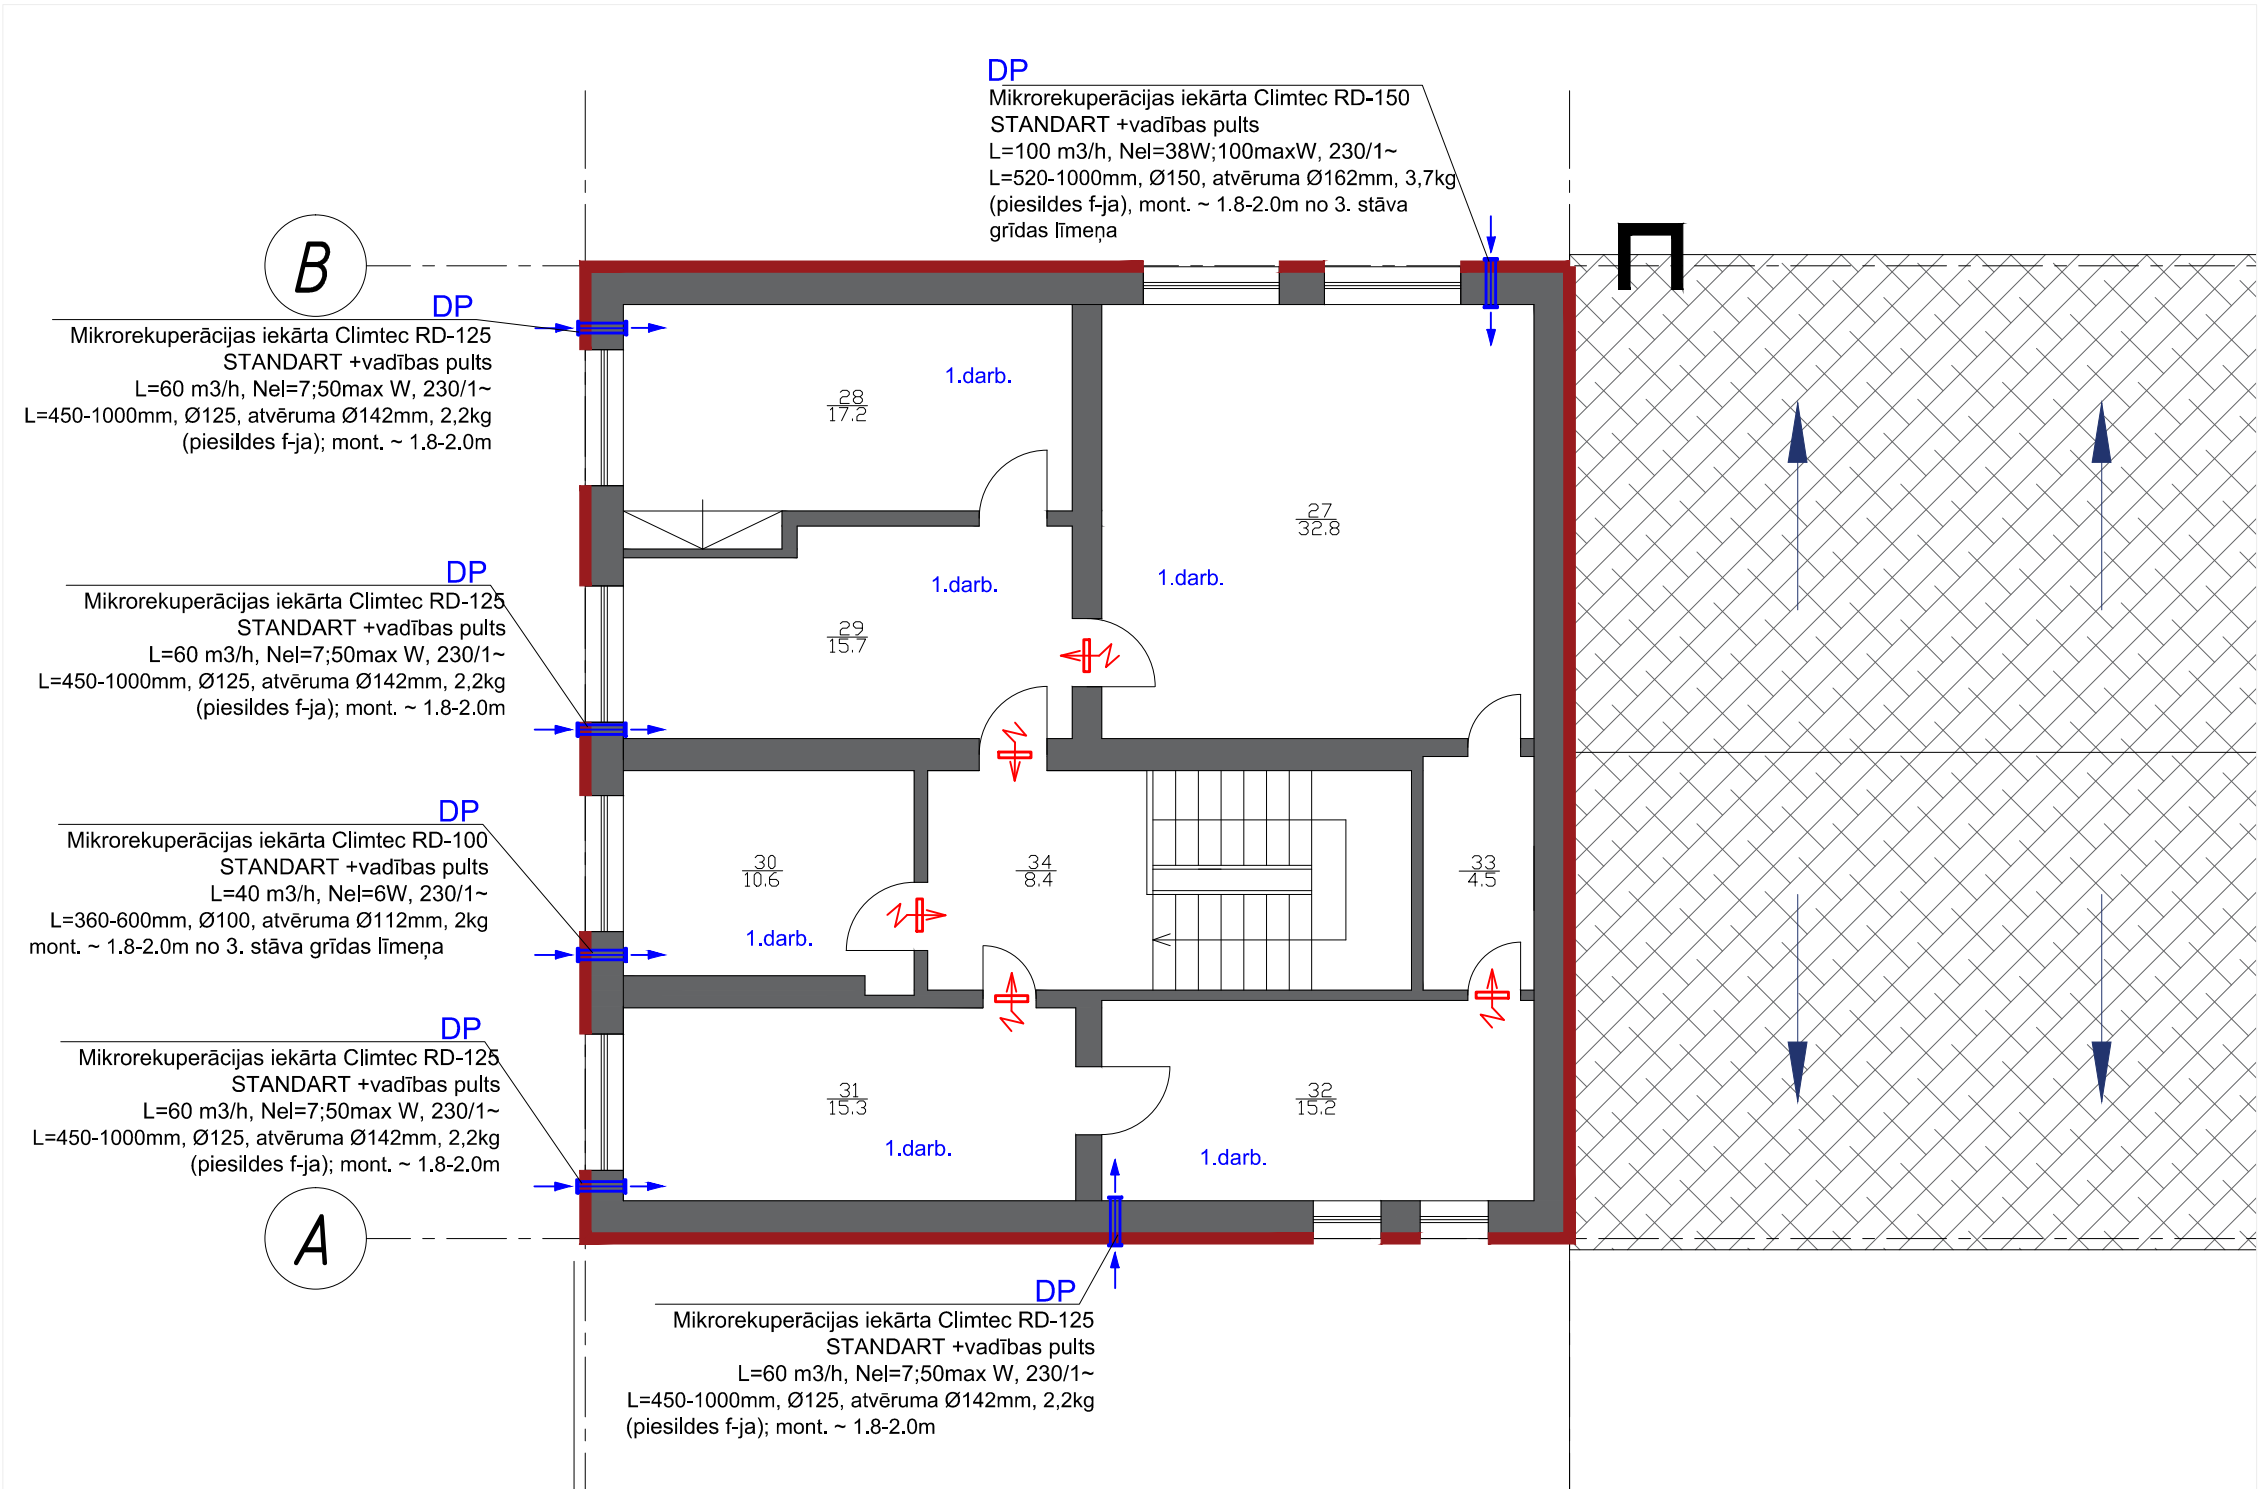 DP
Mikrorekuperācijas iekārta Climtec RD-150
STANDART +vadības pults
L=100 m3/h, Nel=38W;100maxW, 230/1~
L=520-1000mm, Ø150, atvēruma Ø162mm, 3,7kg
(piesildes f-ja), mont. ~ 1.8-2.0m no 3. stāva
grīdas līmeņa
B
DP
Mikrorekuperācijas iekārta Climtec RD-125
STANDART +vadības pults
L=60 m3/h, Nel=7;50max W, 230/1~
L=450-1000mm, Ø125, atvēruma Ø142mm, 2,2kg
(piesildes f-ja); mont. ~ 1.8-2.0m
1.darb.
28
17.2
27
32.8
1.darb.
DP
Mikrorekuperācijas iekārta Climtec RD-125
STANDART +vadības pults
L=60 m3/h, Nel=7;50max W, 230/1~
L=450-1000mm, Ø125, atvēruma Ø142mm, 2,2kg
(piesildes f-ja); mont. ~ 1.8-2.0m
1.darb.
29
15.7
DP
Mikrorekuperācijas iekārta Climtec RD-100
STANDART +vadības pults
L=40 m3/h, Nel=6W, 230/1~
L=360-600mm, Ø100, atvēruma Ø112mm, 2kg
mont. ~ 1.8-2.0m no 3. stāva grīdas līmeņa
30
10.6
1.darb.
34
8.4
33
4.5
DP
Mikrorekuperācijas iekārta Climtec RD-125
STANDART +vadības pults
L=60 m3/h, Nel=7;50max W, 230/1~
L=450-1000mm, Ø125, atvēruma Ø142mm, 2,2kg
(piesildes f-ja); mont. ~ 1.8-2.0m
31
15.3
1.darb.
32
15.2
1.darb.
A
DP
Mikrorekuperācijas iekārta Climtec RD-125
STANDART +vadības pults
L=60 m3/h, Nel=7;50max W, 230/1~
L=450-1000mm, Ø125, atvēruma Ø142mm, 2,2kg
(piesildes f-ja); mont. ~ 1.8-2.0m